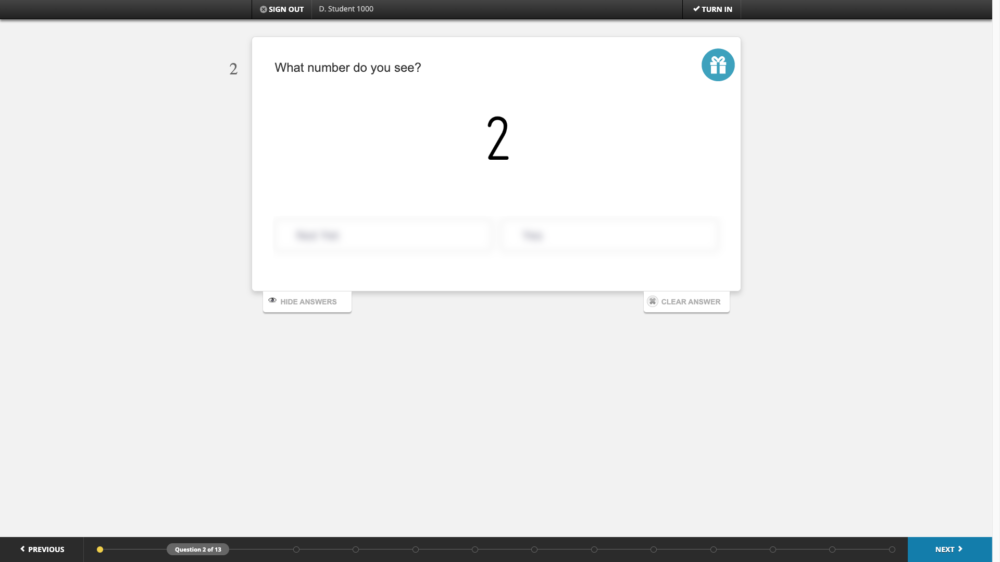 SIGN OUT
D. Student 1000
TURN IN
2
What number do you see?
2
HIDE ANSWERS
CLEAR ANSWER
PREVIOUS
Question 2 of 13
NEXT